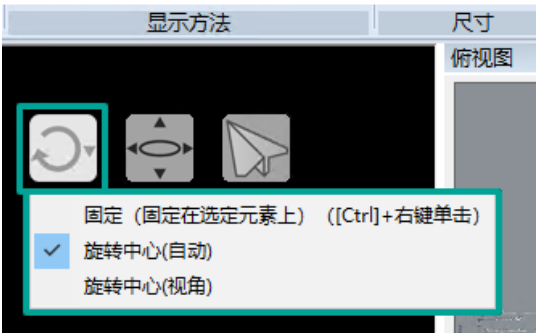 显示方法
尺寸
俯视图
固定（固定在选定元素上）（[Ctrl]+右键单击）
旋转中心(自动)
旋转中心(视角)